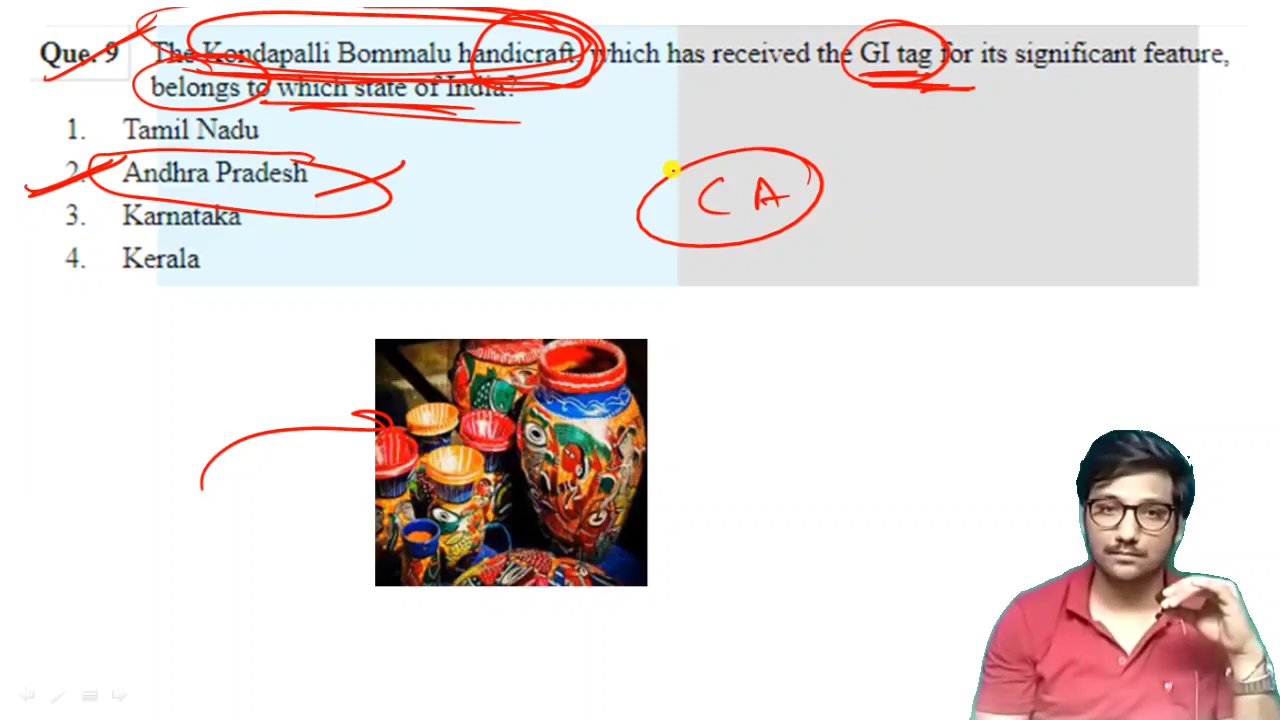 Que. 9 The Kondapalli Bommalu handicraft, which has received the GI tag for its significant feature,
belongs to which state of India?
1. Tamil Nadu
2. Andhra Pradesh
3. Karnataka
4. Kerala
CA